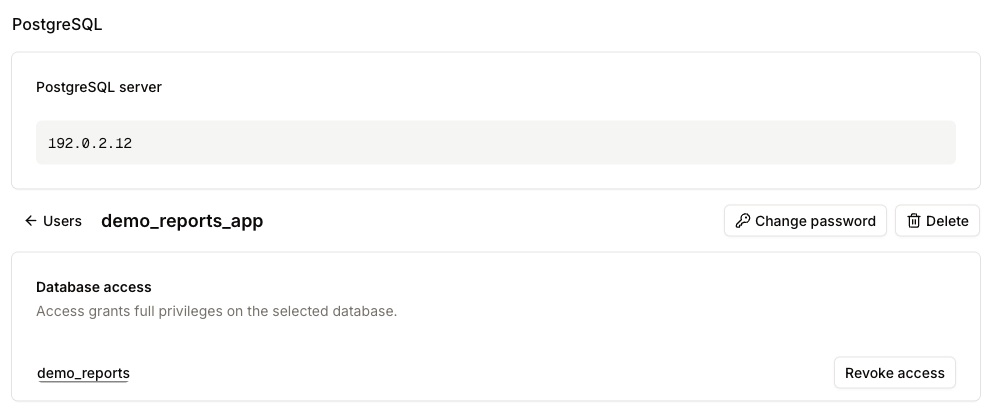 PostgreSQL
PostgreSQL server
192.0.2.12
Users demo_reports_app Change password Delete
Database access
Access grants full privileges on the selected database.
demo_reports Revoke access